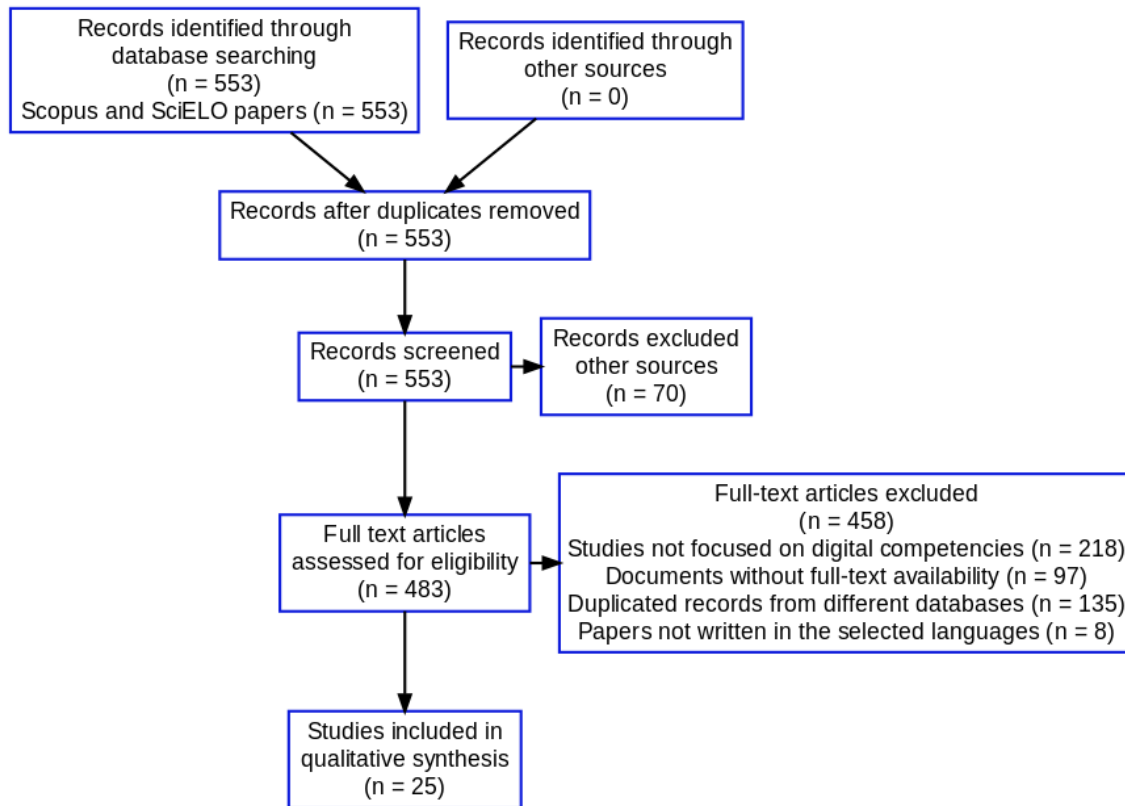 Records identified through
database searching
(n = 553)
Scopus and SciELO papers (n = 553)
Records identified through
other sources
(n = 0)
Records after duplicates removed
(n = 553)
Records screened
(n = 553)
Records excluded
other sources
(n = 70)
Full text articles
assessed for eligibility
(n = 483)
Full-text articles excluded
(n = 458)
Studies not focused on digital competencies (n = 218)
Documents without full-text availability (n = 97)
Duplicated records from different databases (n = 135)
Papers not written in the selected languages (n = 8)
Studies included in
qualitative synthesis
(n = 25)